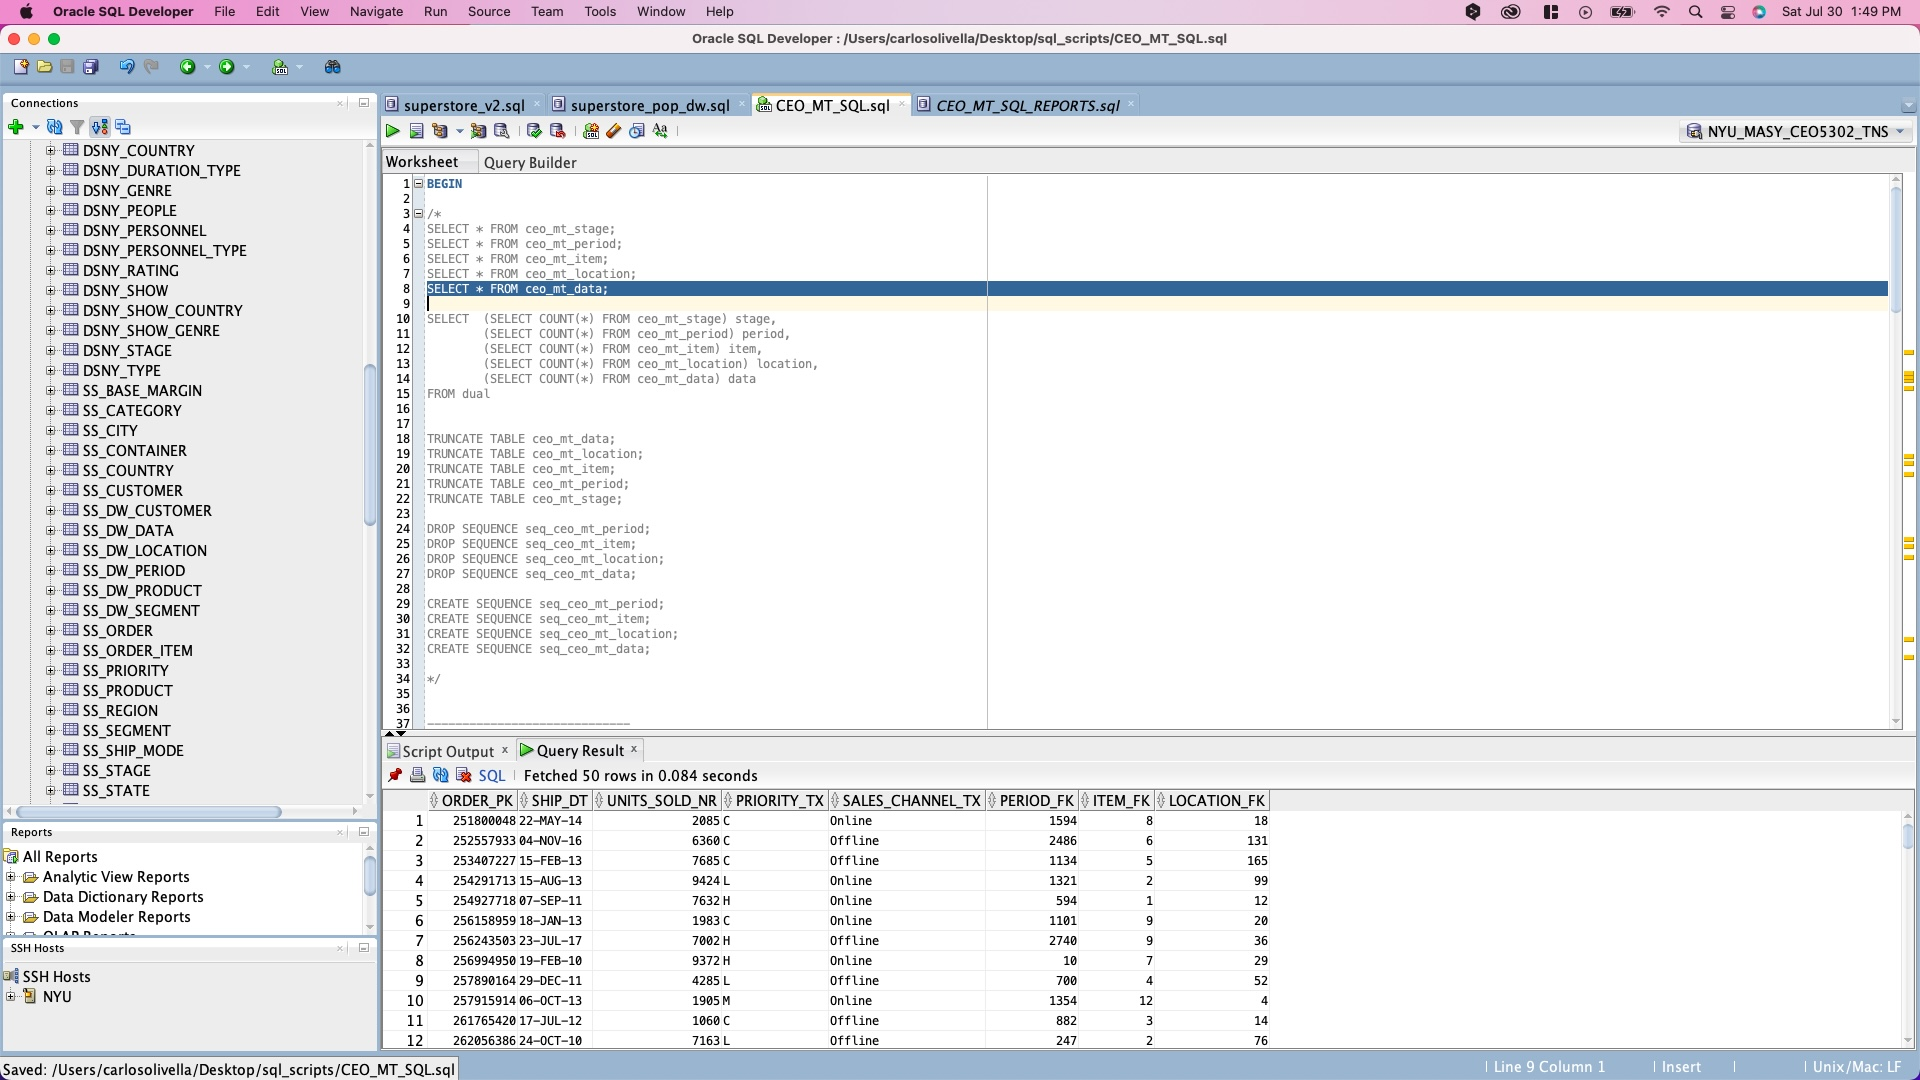 Oracle SQL Developer File Edit View Navigate Run Source Team Tools Window Help Sat Jul 30 1:49 PM
Oracle SQL Developer : /Users/carlosolivella/Desktop/sql_scripts/CEO_MT_SQL.sql
Connections
DSNY_COUNTRY
DSNY_DURATION_TYPE
DSNY_GENRE
DSNY_PEOPLE
DSNY_PERSONNEL
DSNY_PERSONNEL_TYPE
DSNY_RATING
DSNY_SHOW
DSNY_SHOW_COUNTRY
DSNY_SHOW_GENRE
DSNY_STAGE
DSNY_TYPE
SS_BASE_MARGIN
SS_CATEGORY
SS_CITY
SS_CONTAINER
SS_COUNTRY
SS_CUSTOMER
SS_DW_CUSTOMER
SS_DW_DATA
SS_DW_LOCATION
SS_DW_PERIOD
SS_DW_PRODUCT
SS_DW_SEGMENT
SS_ORDER
SS_ORDER_ITEM
SS_PRIORITY
SS_PRODUCT
SS_REGION
SS_SEGMENT
SS_SHIP_MODE
SS_STAGE
SS_STATE
Reports
All Reports
Analytic View Reports
Data Dictionary Reports
Data Modeler Reports
SSH Hosts
SSH Hosts
NYU
superstore_v2.sql superstore_pop_dw.sql CEO_MT_SQL.sql CEO_MT_SQL_REPORTS.sql
NYU_MASY_CEO5302_TNS
Worksheet Query Builder
1 BEGIN
2
3 /*
4 SELECT * FROM ceo_mt_stage;
5 SELECT * FROM ceo_mt_period;
6 SELECT * FROM ceo_mt_item;
7 SELECT * FROM ceo_mt_location;
8 SELECT * FROM ceo_mt_data;
9
10 SELECT (SELECT COUNT(*) FROM ceo_mt_stage) stage,
11 (SELECT COUNT(*) FROM ceo_mt_period) period,
12 (SELECT COUNT(*) FROM ceo_mt_item) item,
13 (SELECT COUNT(*) FROM ceo_mt_location) location,
14 (SELECT COUNT(*) FROM ceo_mt_data) data
15 FROM dual
16
17
18 TRUNCATE TABLE ceo_mt_data;
19 TRUNCATE TABLE ceo_mt_location;
20 TRUNCATE TABLE ceo_mt_item;
21 TRUNCATE TABLE ceo_mt_period;
22 TRUNCATE TABLE ceo_mt_stage;
23
24 DROP SEQUENCE seq_ceo_mt_period;
25 DROP SEQUENCE seq_ceo_mt_item;
26 DROP SEQUENCE seq_ceo_mt_location;
27 DROP SEQUENCE seq_ceo_mt_data;
28
29 CREATE SEQUENCE seq_ceo_mt_period;
30 CREATE SEQUENCE seq_ceo_mt_item;
31 CREATE SEQUENCE seq_ceo_mt_location;
32 CREATE SEQUENCE seq_ceo_mt_data;
33
34 */
35
36
37 -----------------------------
Script Output Query Result
SQL Fetched 50 rows in 0.084 seconds
ORDER_PK SHIP_DT UNITS_SOLD_NR PRIORITY_TX SALES_CHANNEL_TX PERIOD_FK ITEM_FK LOCATION_FK
1 251800048 22-MAY-14 2085 C Online 1594 8 18
2 252557933 04-NOV-16 6360 C Offline 2486 6 131
3 253407227 15-FEB-13 7685 C Offline 1134 5 165
4 254291713 15-AUG-13 9424 L Online 1321 2 99
5 254927718 07-SEP-11 7632 H Online 594 1 12
6 256158959 18-JAN-13 1983 C Online 1101 9 20
7 256243503 23-JUL-17 7002 H Offline 2740 9 36
8 256994950 19-FEB-10 9372 H Online 10 7 29
9 257890164 29-DEC-11 4285 L Offline 700 4 52
10 257915914 06-OCT-13 1905 M Online 1354 12 4
11 261765420 17-JUL-12 1060 C Offline 882 3 14
12 262056386 24-OCT-10 7163 L Offline 247 2 76
Saved: /Users/carlosolivella/Desktop/sql_scripts/CEO_MT_SQL.sql
Line 9 Column 1 Insert Unix/Mac: LF